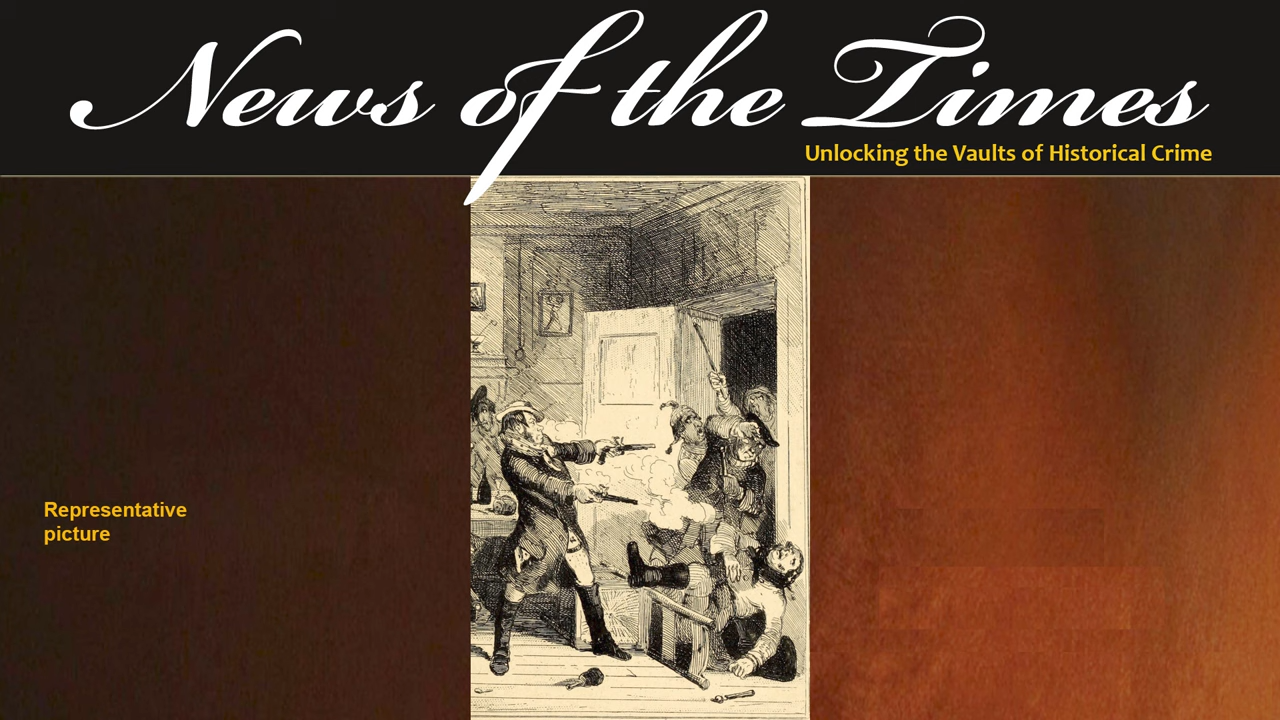 News of the Times
Unlocking the Vaults of Historical Crime
Representative
picture